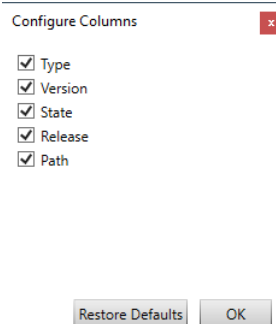 Configure Columns
x
Type
Version
State
Release
Path
Restore Defaults
OK